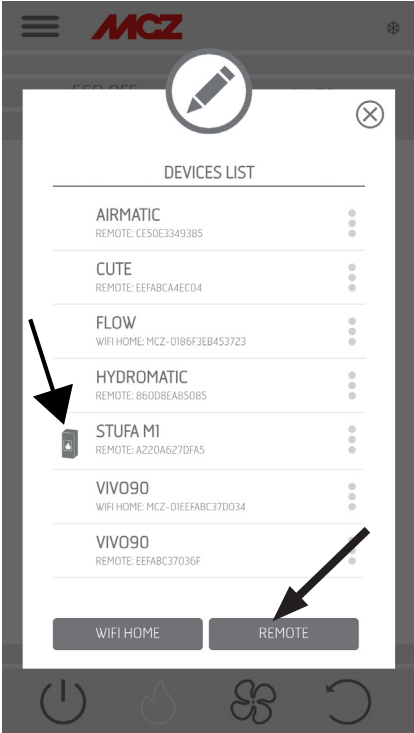 MCZ
ECO OFF
DEVICES LIST
AIRMATIC
REMOTE: CE50E3349385
CUTE
REMOTE: EEFABCA4EC04
FLOW
WIFI HOME: MCZ-0186F3EB453723
HYDROMATIC
REMOTE: 860D8EA85085
STUFA M1
REMOTE: A220A627DFA5
VIVO90
WIFI HOME: MCZ-01EEFABC37D034
VIVO90
REMOTE: EEFABC37036F
WIFI HOME
REMOTE